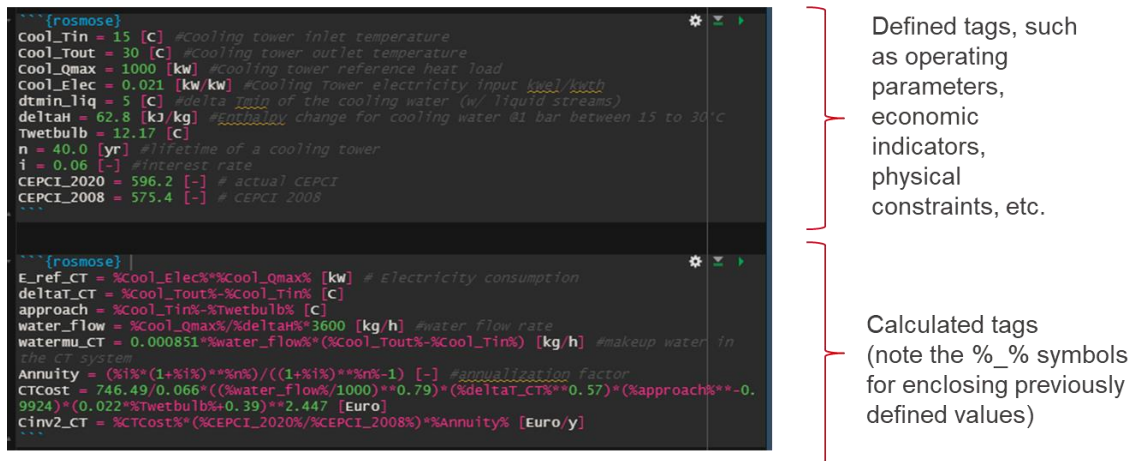 ```{rosmose}
Cool_Tin = 15 [C] #Cooling tower inlet temperature
Cool_Tout = 30 [C] #Cooling tower outlet temperature
Cool_Qmax = 1000 [kW] #Cooling tower reference heat load
Cool_Elec = 0.021 [kW/kW] #Cooling Tower electricity input kWel/kWth
dtmin_liq = 5 [C] #delta Tmin of the cooling water (w/ liquid streams)
deltaH = 62.8 [kJ/kg] #Enthalpy change for cooling water @1 bar between 15 to 30°C
Twetbulb = 12.17 [C]
n = 40.0 [yr] #lifetime of a cooling tower
i = 0.06 [-] #interest rate
CEPCI_2020 = 596.2 [-] # actual CEPCI
CEPCI_2008 = 575.4 [-] # CEPCI 2008
```
```{rosmose}
E_ref_CT = %Cool_Elec%*%Cool_Qmax% [kW] # Electricity consumption
deltaT_CT = %Cool_Tout%-%Cool_Tin% [C]
approach = %Cool_Tin%-%Twetbulb% [C]
water_flow = %Cool_Qmax%/%deltaH%*3600 [kg/h] #water flow rate
watermu_CT = 0.000851*%water_flow%*(%Cool_Tout%-%Cool_Tin%) [kg/h] #makeup water in
the CT system
Annuity = (%i%*(1+%i%)**%n%)/((1+%i%)**%n%-1) [-] #annualization factor
CTCost = 746.49/0.066*((%water_flow%/1000)**0.79)*(%deltaT_CT%**0.57)*(%approach%**-0.
9924)*(0.022*%Twetbulb%+0.39)**2.447 [Euro]
Cinv2_CT = %CTCost%*(%CEPCI_2020%/%CEPCI_2008%)*%Annuity% [Euro/y]
```
Defined tags, such
as operating
parameters,
economic
indicators,
physical
constraints, etc.
Calculated tags
(note the %_% symbols
for enclosing previously
defined values)